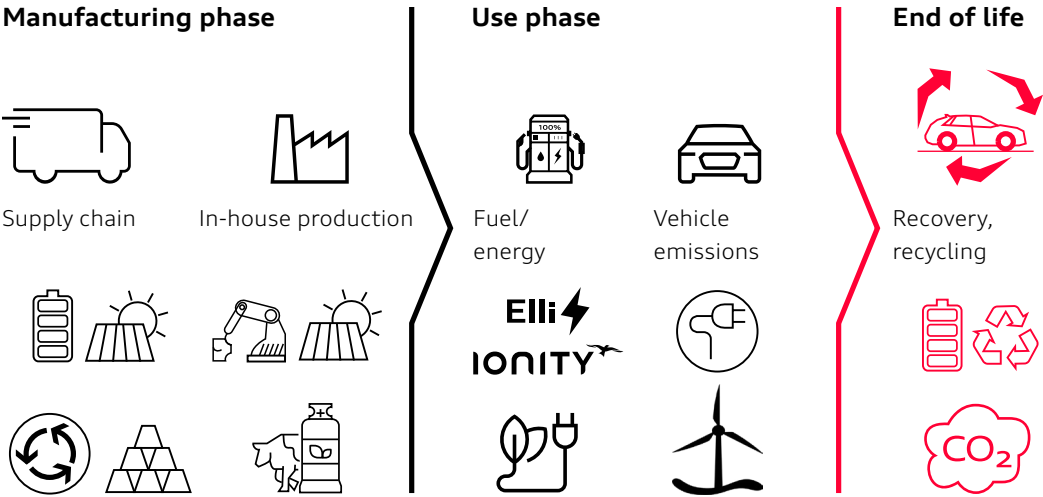 Manufacturing phase
Use phase
End of life
100%
Supply chain
In-house production
Fuel/
energy
Vehicle
emissions
Recovery,
recycling
Elli
IONITY
CO₂